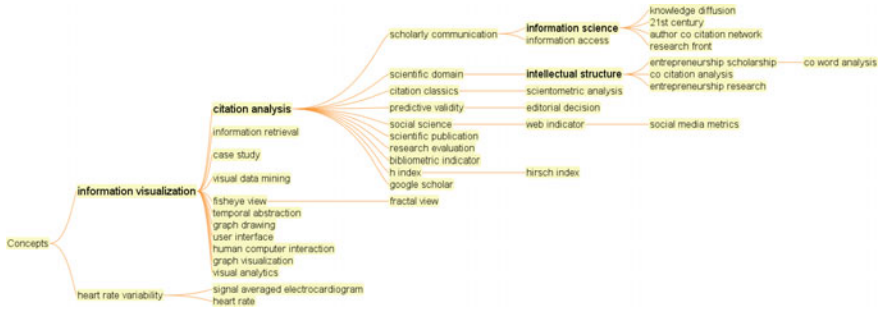 knowledge diffusion
21st century
scholarly communication
information science
information access
author co citation network
research front
entrepreneurship scholarship
co word analysis
scientific domain
intellectual structure
co citation analysis
citation classics
scientometric analysis
entrepreneurship research
citation analysis
predictive validity
editorial decision
social science
web indicator
social media metrics
information retrieval
scientific publication
research evaluation
case study
bibliometric indicator
h index
hirsch index
visual data mining
google scholar
information visualization
fisheye view
fractal view
temporal abstraction
graph drawing
user interface
Concepts
human computer interaction
graph visualization
visual analytics
heart rate variability
signal averaged electrocardiogram
heart rate